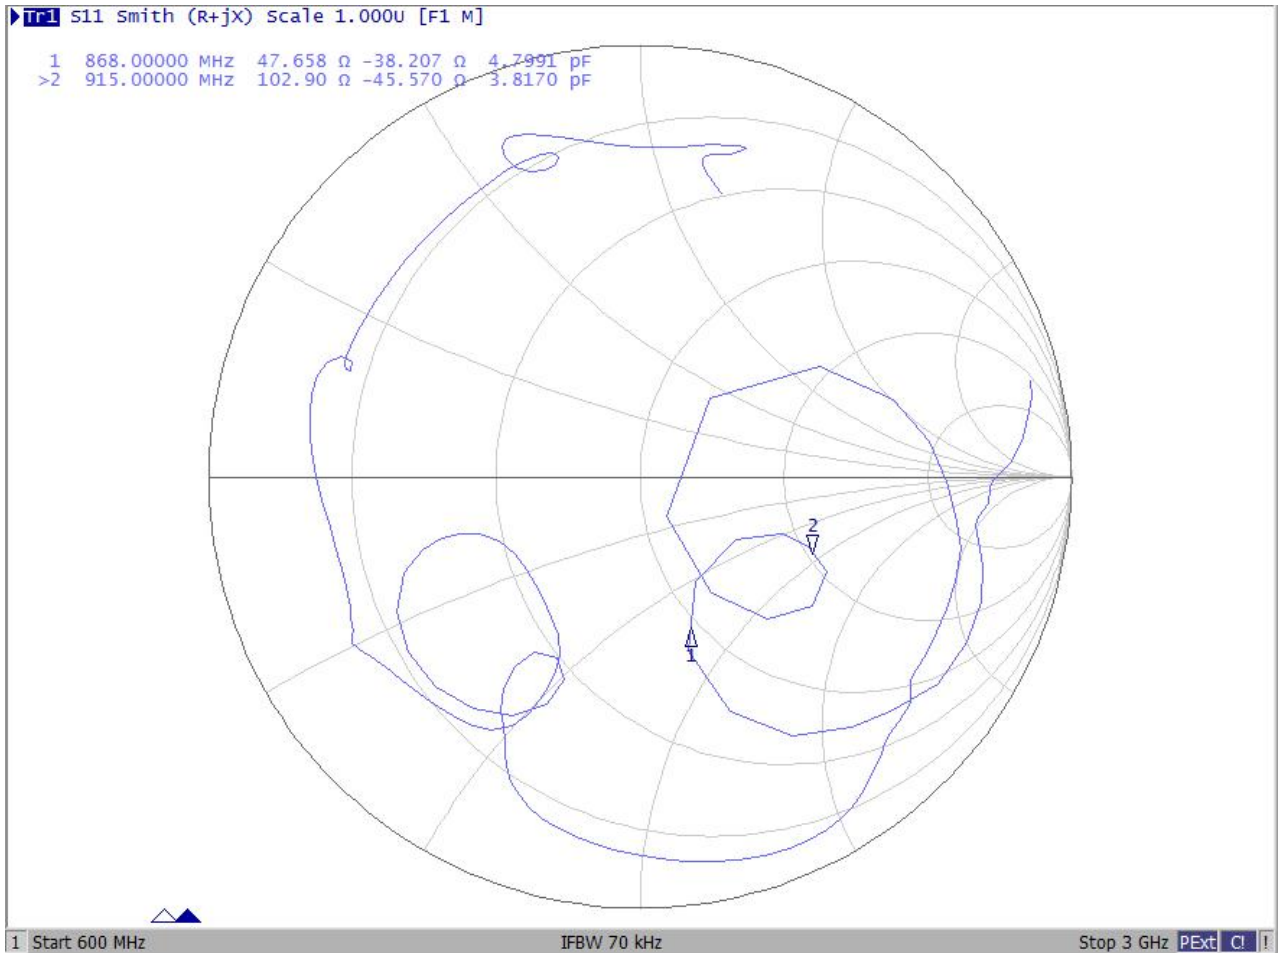 Tr1 S11 Smith (R+jX) Scale 1.000U [F1 M]
1 868.00000 MHz 47.658 Ω -38.207 Ω 4.7991 pF
>2 915.00000 MHz 102.90 Ω -45.570 Ω 3.8170 pF
2
1
1 Start 600 MHz IFBW 70 kHz Stop 3 GHz PExt C! !